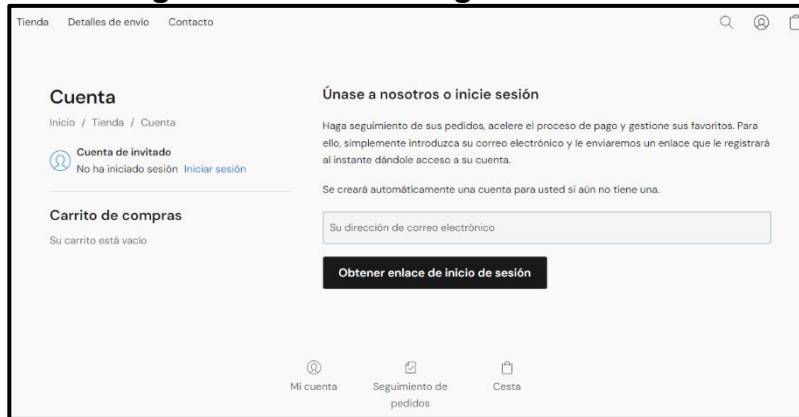 Tienda Detalles de envío Contacto
Cuenta
Inicio / Tienda / Cuenta
Cuenta de invitado
No ha iniciado sesión Iniciar sesión
Carrito de compras
Su carrito está vacío
Únase a nosotros o inicie sesión
Haga seguimiento de sus pedidos, acelere el proceso de pago y gestione sus favoritos. Para
ello, simplemente introduzca su correo electrónico y le enviaremos un enlace que le registrará
al instante dándole acceso a su cuenta.
Se creará automáticamente una cuenta para usted si aún no tiene una.
Su dirección de correo electrónico
Obtener enlace de inicio de sesión
Mi cuenta
Seguimiento de
pedidos
Cesta